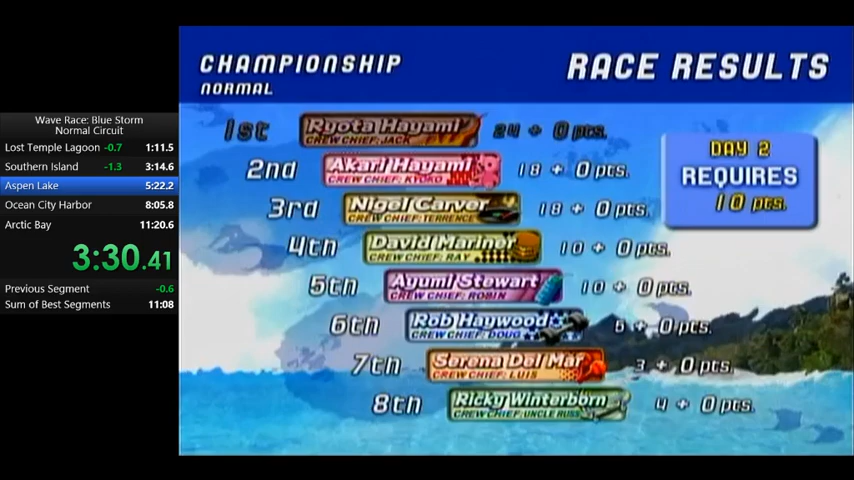 Wave Race: Blue Storm
Normal Circuit
Lost Temple Lagoon -0.7 1:11.5
Southern Island -1.3 3:14.6
Aspen Lake 5:22.2
Ocean City Harbor 8:05.8
Arctic Bay 11:20.6
3:30.41
Previous Segment -0.6
Sum of Best Segments 11:08
CHAMPIONSHIP
NORMAL
RACE RESULTS
1st Ryota Hayami 24 + 0 pts.
CREW CHIEF: JACK
2nd Akari Hayami 18 + 0 pts.
CREW CHIEF: KYOKO
3rd Nigel Carver 18 + 0 pts.
CREW CHIEF: TERRENCE
4th David Mariner 10 + 0 pts.
CREW CHIEF: RAY
5th Ayumi Stewart 10 + 0 pts.
CREW CHIEF: ROBIN
6th Rob Haywood 6 + 0 pts.
CREW CHIEF: DOUG
7th Serena Del Mar 3 + 0 pts.
CREW CHIEF: LUIS
8th Ricky Winterborn 4 + 0 pts.
CREW CHIEF: UNCLE RUSS
DAY 2
REQUIRES
10 pts.